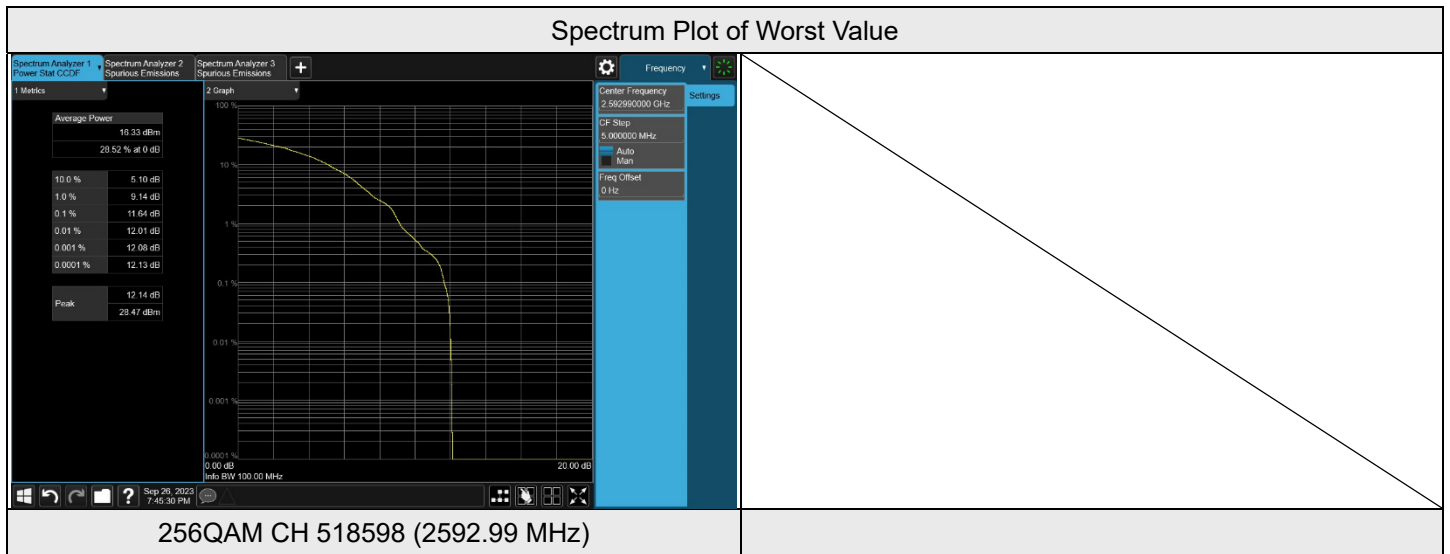 Spectrum Plot of Worst Value
Spectrum Analyzer 1
Power Stat CCDF
Spectrum Analyzer 2
Spurious Emissions
Spectrum Analyzer 3
Spurious Emissions
+
Frequency
1 Metrics
2 Graph
Average Power
16.33 dBm
28.52 % at 0 dB
10.0 % 5.10 dB
1.0 % 9.14 dB
0.1 % 11.64 dB
0.01 % 12.01 dB
0.001 % 12.08 dB
0.0001 % 12.13 dB
Peak
12.14 dB
28.47 dBm
100 %
10 %
1 %
0.1 %
0.01 %
0.001 %
0.0001 %
0.00 dB
20.00 dB
Info BW 100.00 MHz
Center Frequency
2.592990000 GHz
Settings
CF Step
5.000000 MHz
Auto
Man
Freq Offset
0 Hz
?
Sep 26, 2023
7:45:30 PM
256QAM CH 518598 (2592.99 MHz)